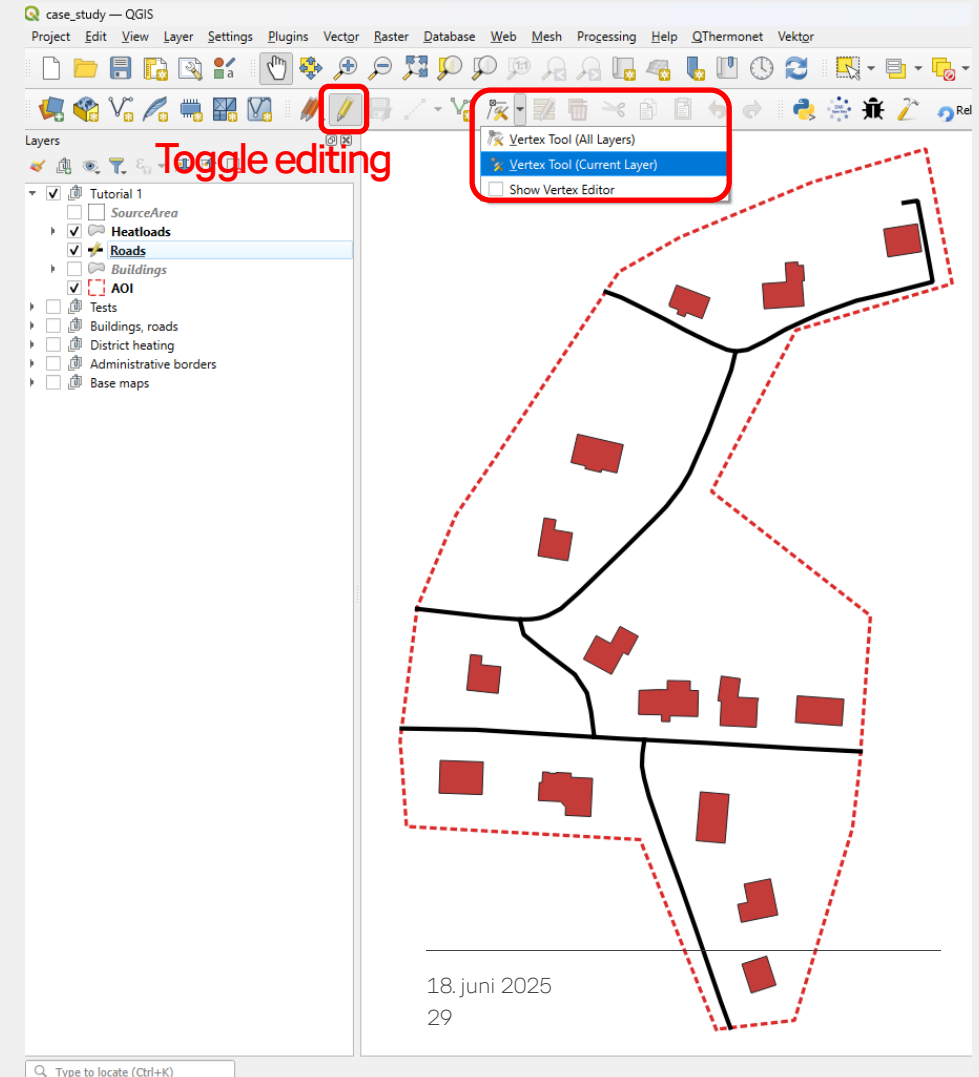 case_study — QGIS
Project Edit View Layer Settings Plugins Vector Raster Database Web Mesh Processing Help QThermonet Vektor
Rel
Layers
Toggle editing
Vertex Tool (All Layers)
Vertex Tool (Current Layer)
Show Vertex Editor
Tutorial 1
SourceArea
Heatloads
Roads
Buildings
AOI
Tests
Buildings, roads
District heating
Administrative borders
Base maps
18. juni 2025
29
Type to locate (Ctrl+K)